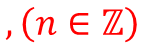 , (n ∈ ℤ)